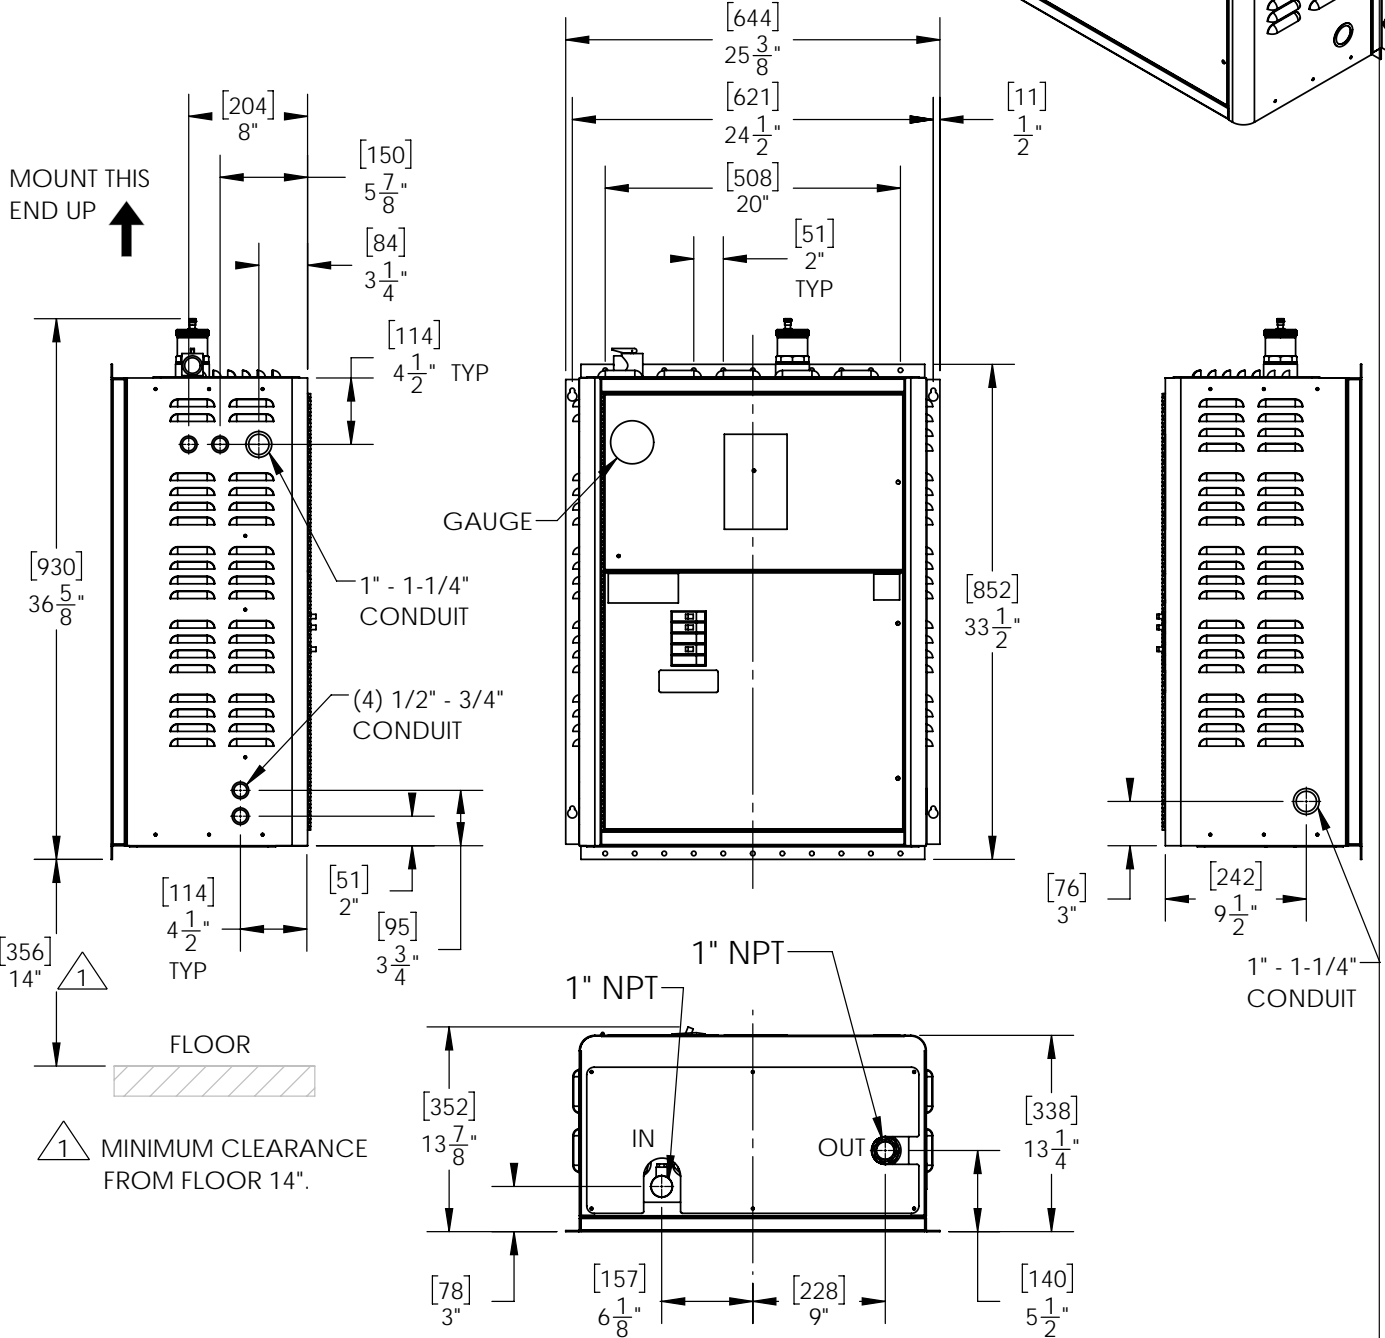 [644]
25 3/8"
[204]
8"
[621]
24 1/2"
[11]
1/2"
MOUNT THIS
END UP
[150]
5 7/8"
[508]
20"
[84]
3 1/4"
[51]
2"
TYP
[114]
4 1/2" TYP
GAUGE
[930]
36 5/8"
1" - 1-1/4"
CONDUIT
[852]
33 1/2"
(4) 1/2" - 3/4"
CONDUIT
[114]
4 1/2"
TYP
[51]
2"
[95]
3 3/4"
[76]
3"
[242]
9 1/2"
1" - 1-1/4"
CONDUIT
[356]
14"
1
FLOOR
1 MINIMUM CLEARANCE
FROM FLOOR 14".
1" NPT
1" NPT
[352]
13 7/8"
IN
OUT
[338]
13 1/4"
[78]
3"
[157]
6 1/8"
[228]
9"
[140]
5 1/2"